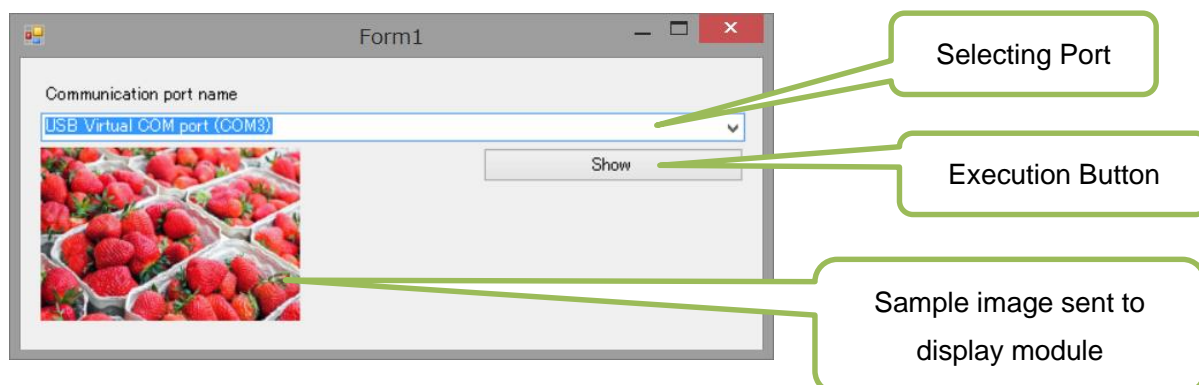 Form1
Selecting Port
Communication port name
USB Virtual COM port (COM3)
Show
Execution Button
Sample image sent to
display module